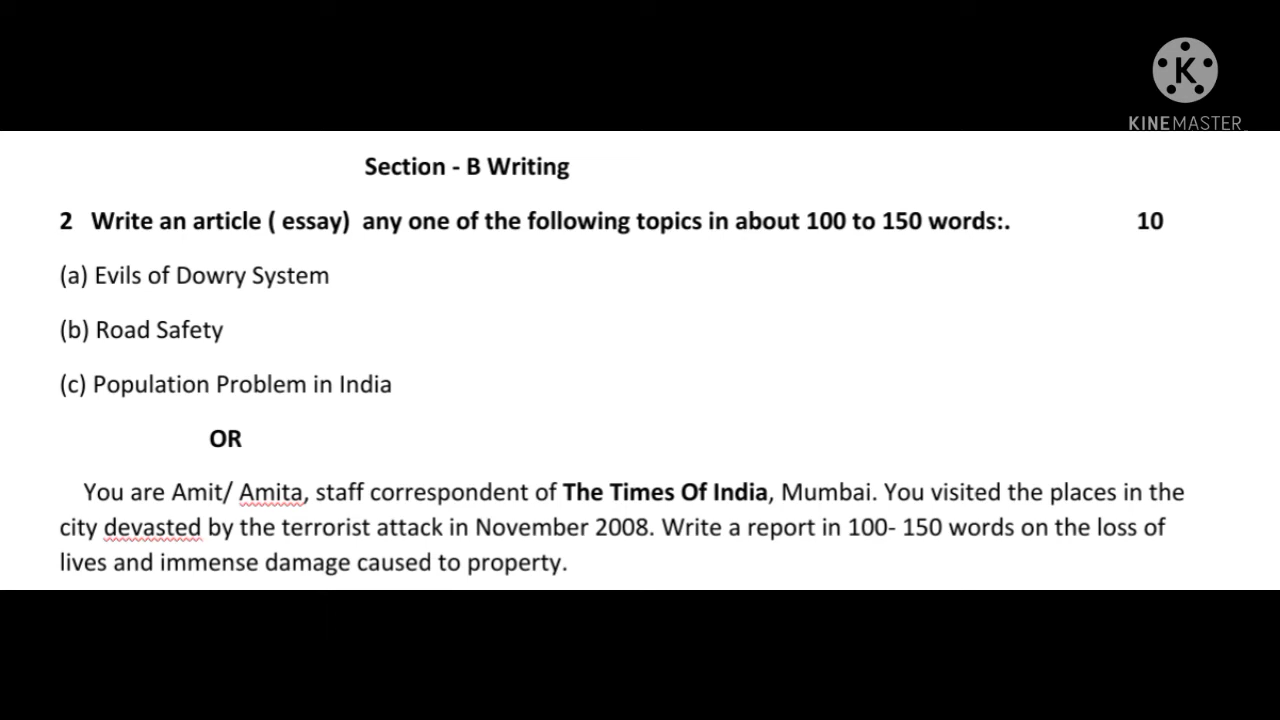 K
KINEMASTER
Section - B Writing
2 Write an article ( essay) any one of the following topics in about 100 to 150 words:. 10
(a) Evils of Dowry System
(b) Road Safety
(c) Population Problem in India
OR
You are Amit/ Amita, staff correspondent of The Times Of India, Mumbai. You visited the places in the
city devasted by the terrorist attack in November 2008. Write a report in 100- 150 words on the loss of
lives and immense damage caused to property.